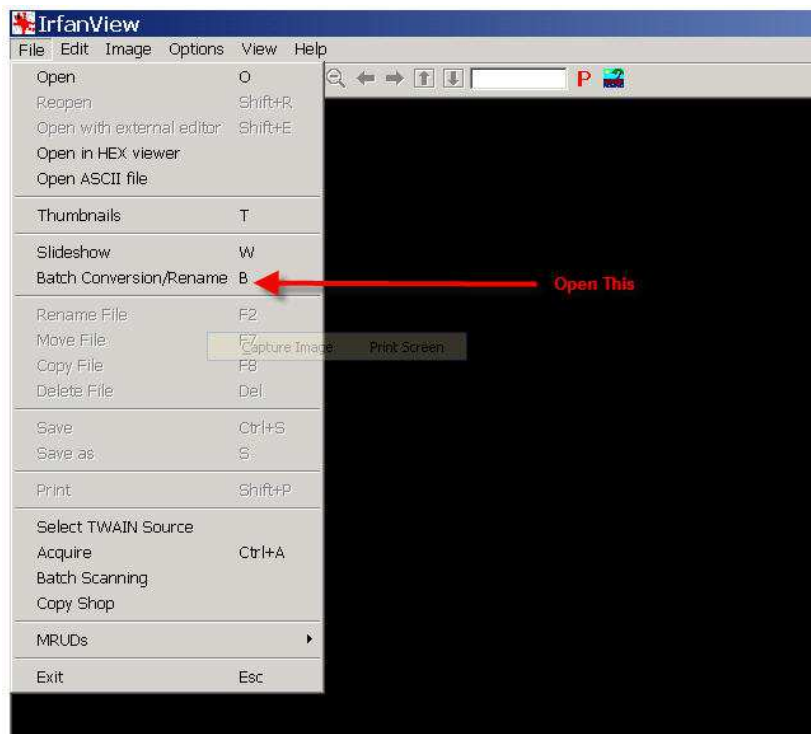 IrfanView
File Edit Image Options View Help
P
Open O
Reopen Shift+R
Open with external editor Shift+E
Open in HEX viewer
Open ASCII file
Thumbnails T
Slideshow W
Batch Conversion/Rename B
Open This
Rename File F2
Move File F7
Capture Image Print Screen
Copy File F8
Delete File Del
Save Ctrl+S
Save as S
Print Shift+P
Select TWAIN Source
Acquire Ctrl+A
Batch Scanning
Copy Shop
MRUDs
Exit Esc